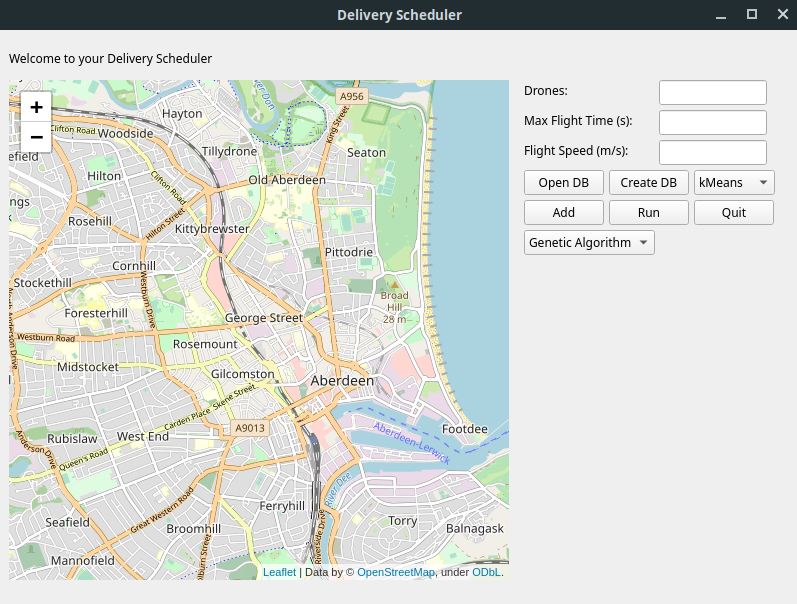 Delivery Scheduler
Welcome to your Delivery Scheduler
+
−
River Don
A956
Hayton
King Street
Clifton Road
Woodside
efield
Tillydrone
Seaton
Hilton
Clifton Road
Old Aberdeen
ngs
Rosehill
Hilton Street
Kittybrewster
Pittodrie
Cornhill
Stockethill
Westburn Drive
North Anderson Drive
Broad
Hill
28 m
Foresterhill
George Street
Westburn Road
Rosemount
Midstocket
Gilcomston
Aberdeen
Carden Place
Skene Street
A9013
Footdee
Aberdeen-Lerwick
Rubislaw
West End
Anderson Drive
Queen's Road
River Dee
Great Western Road
Ferryhill
Seafield
Broomhill
Torry
Balnagask
Riverside Drive
lburn Street
Mannofield
Leaflet | Data by © OpenStreetMap, under ODbL.
Drones:
Max Flight Time (s):
Flight Speed (m/s):
Open DB
Create DB
kMeans
Add
Run
Quit
Genetic Algorithm